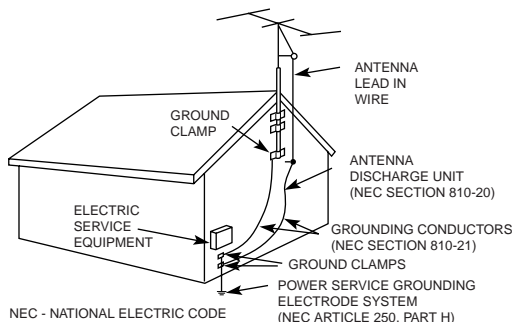 ANTENNA
LEAD IN
WIRE
GROUND
CLAMP
ANTENNA
DISCHARGE UNIT
(NEC SECTION 810-20)
ELECTRIC
SERVICE
EQUIPMENT
GROUNDING CONDUCTORS
(NEC SECTION 810-21)
GROUND CLAMPS
POWER SERVICE GROUNDING
ELECTRODE SYSTEM
(NEC ARTICLE 250, PART H)
NEC - NATIONAL ELECTRIC CODE